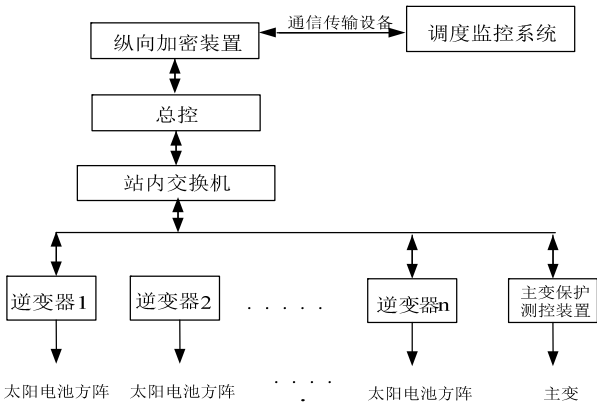 通信传输设备
纵向加密装置
调度监控系统
总控
站内交换机
逆变器1
逆变器2
逆变器n
主变保护
测控装置
太阳电池方阵
太阳电池方阵
太阳电池方阵
主变